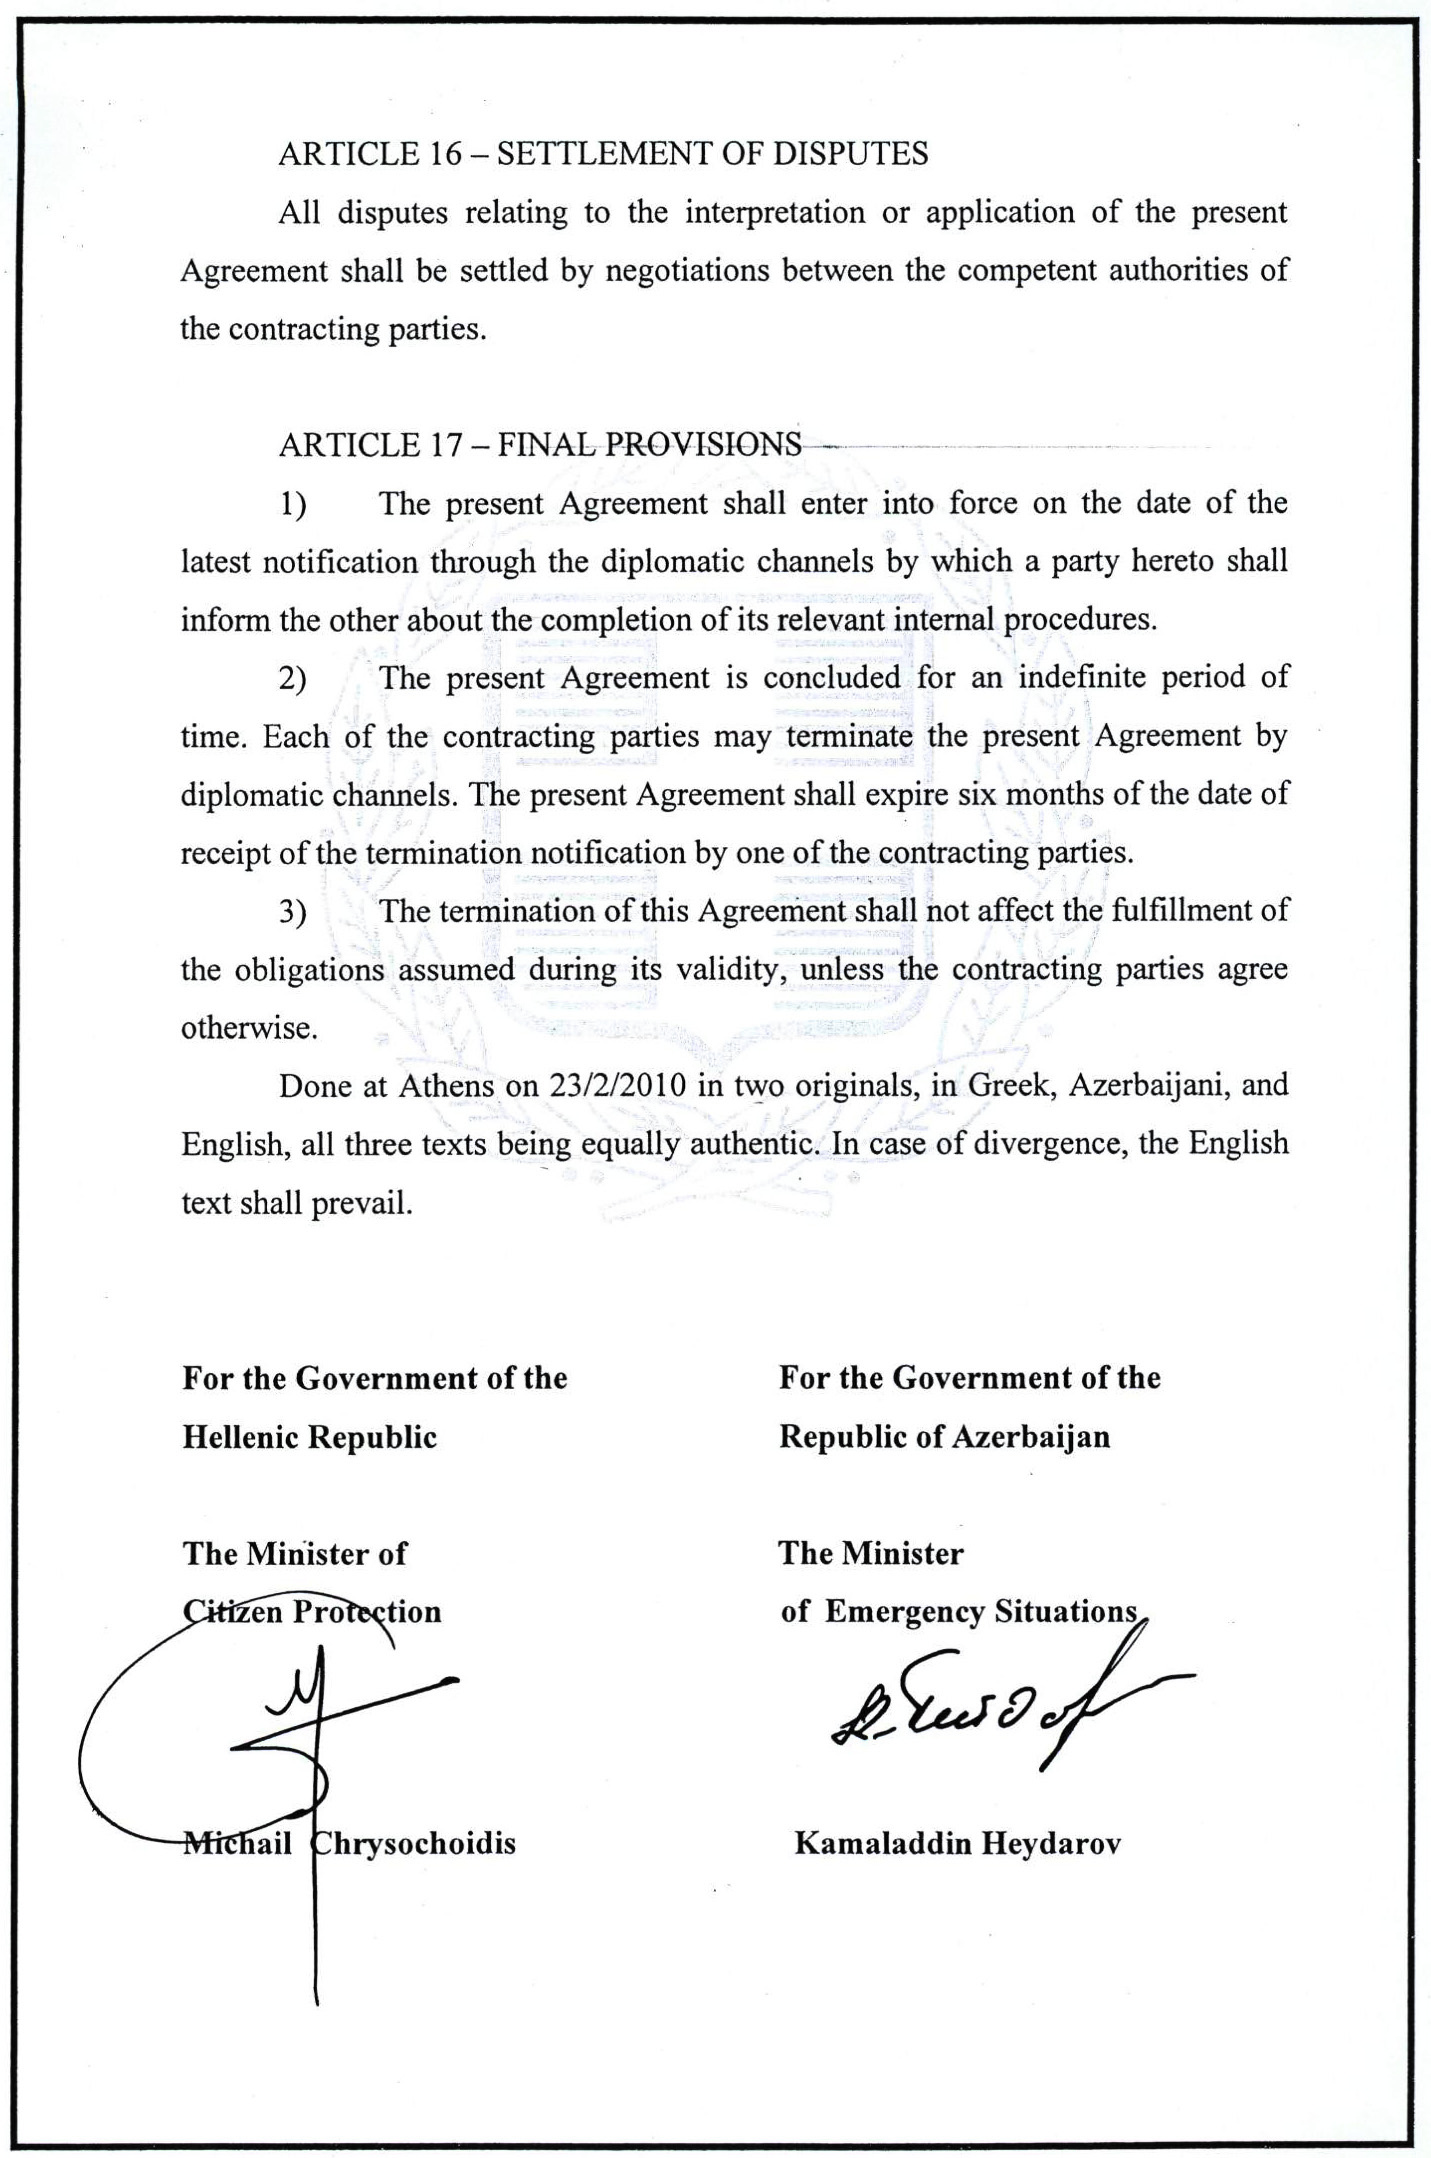 ARTICLE 16 – SETTLEMENT OF DISPUTES
All disputes relating to the interpretation or application of the present
Agreement shall be settled by negotiations between the competent authorities of
the contracting parties.
ARTICLE 17 – FINAL PROVISIONS
1) The present Agreement shall enter into force on the date of the
latest notification through the diplomatic channels by which a party hereto shall
inform the other about the completion of its relevant internal procedures.
2) The present Agreement is concluded for an indefinite period of
time. Each of the contracting parties may terminate the present Agreement by
diplomatic channels. The present Agreement shall expire six months of the date of
receipt of the termination notification by one of the contracting parties.
3) The termination of this Agreement shall not affect the fulfillment of
the obligations assumed during its validity, unless the contracting parties agree
otherwise.
Done at Athens on 23/2/2010 in two originals, in Greek, Azerbaijani, and
English, all three texts being equally authentic. In case of divergence, the English
text shall prevail.
For the Government of the
Hellenic Republic
The Minister of
Citizen Protection
Michail Chrysochoidis
For the Government of the
Republic of Azerbaijan
The Minister
of Emergency Situations
Kamaladdin Heydarov